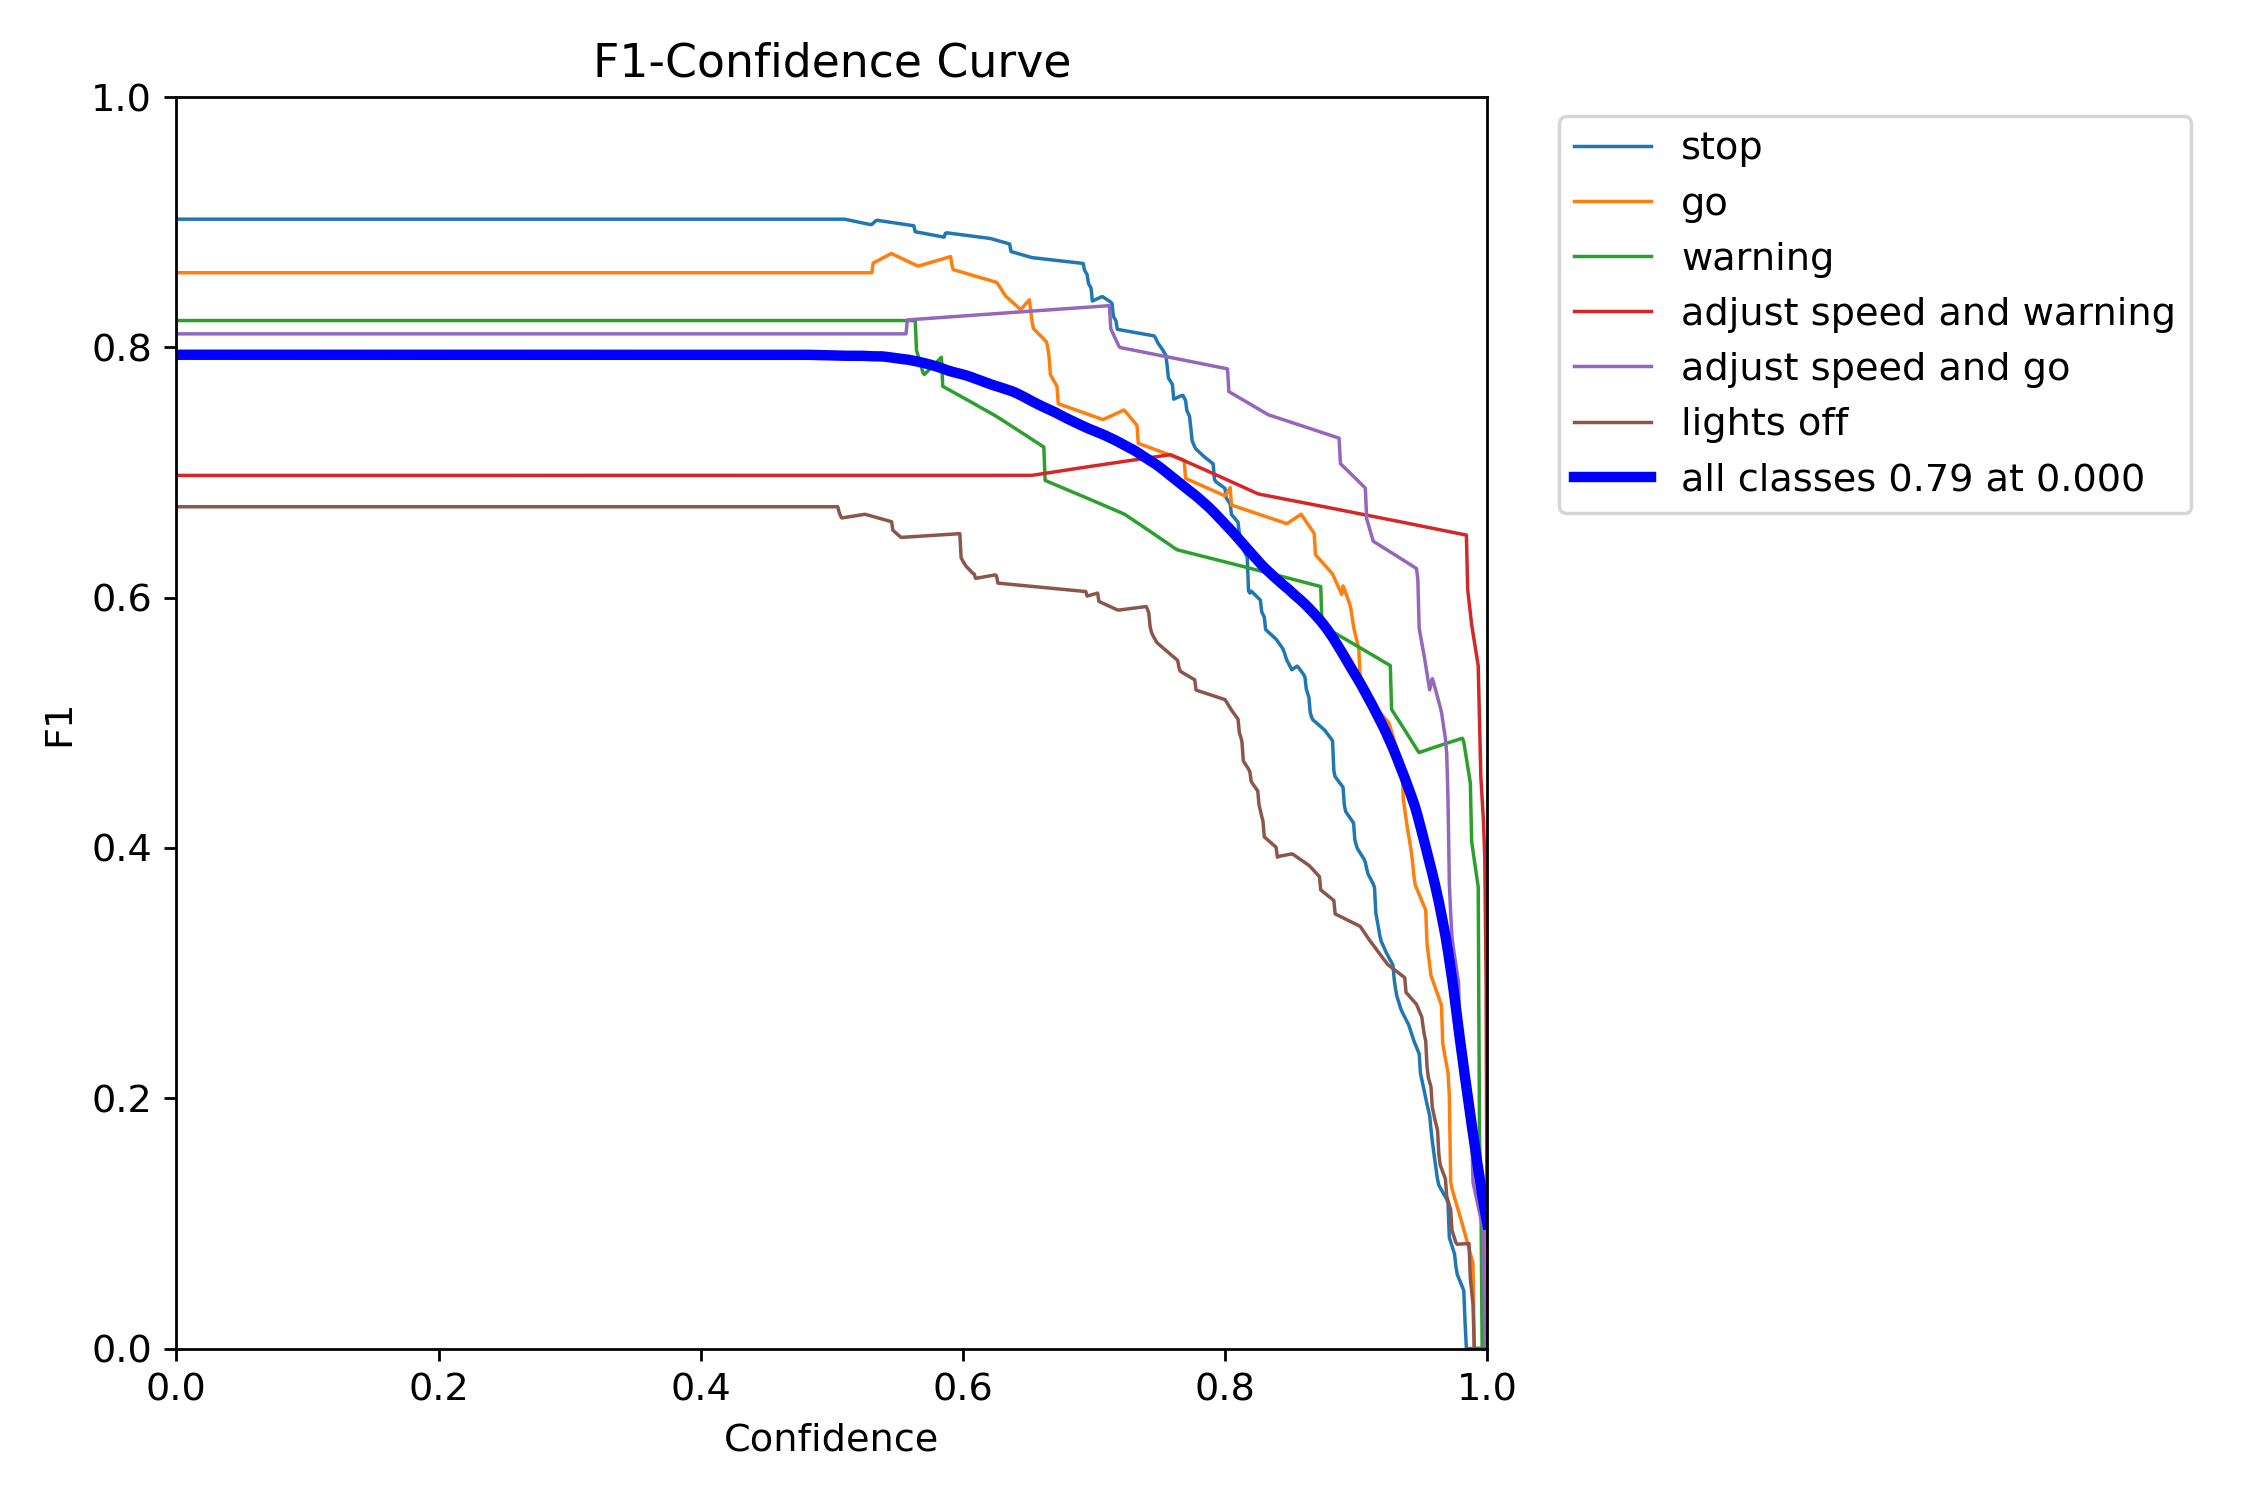 F1-Confidence Curve
1.0
0.8
0.6
0.4
0.2
0.0
F1
0.0 0.2 0.4 0.6 0.8 1.0
Confidence
stop
go
warning
adjust speed and warning
adjust speed and go
lights off
all classes 0.79 at 0.000